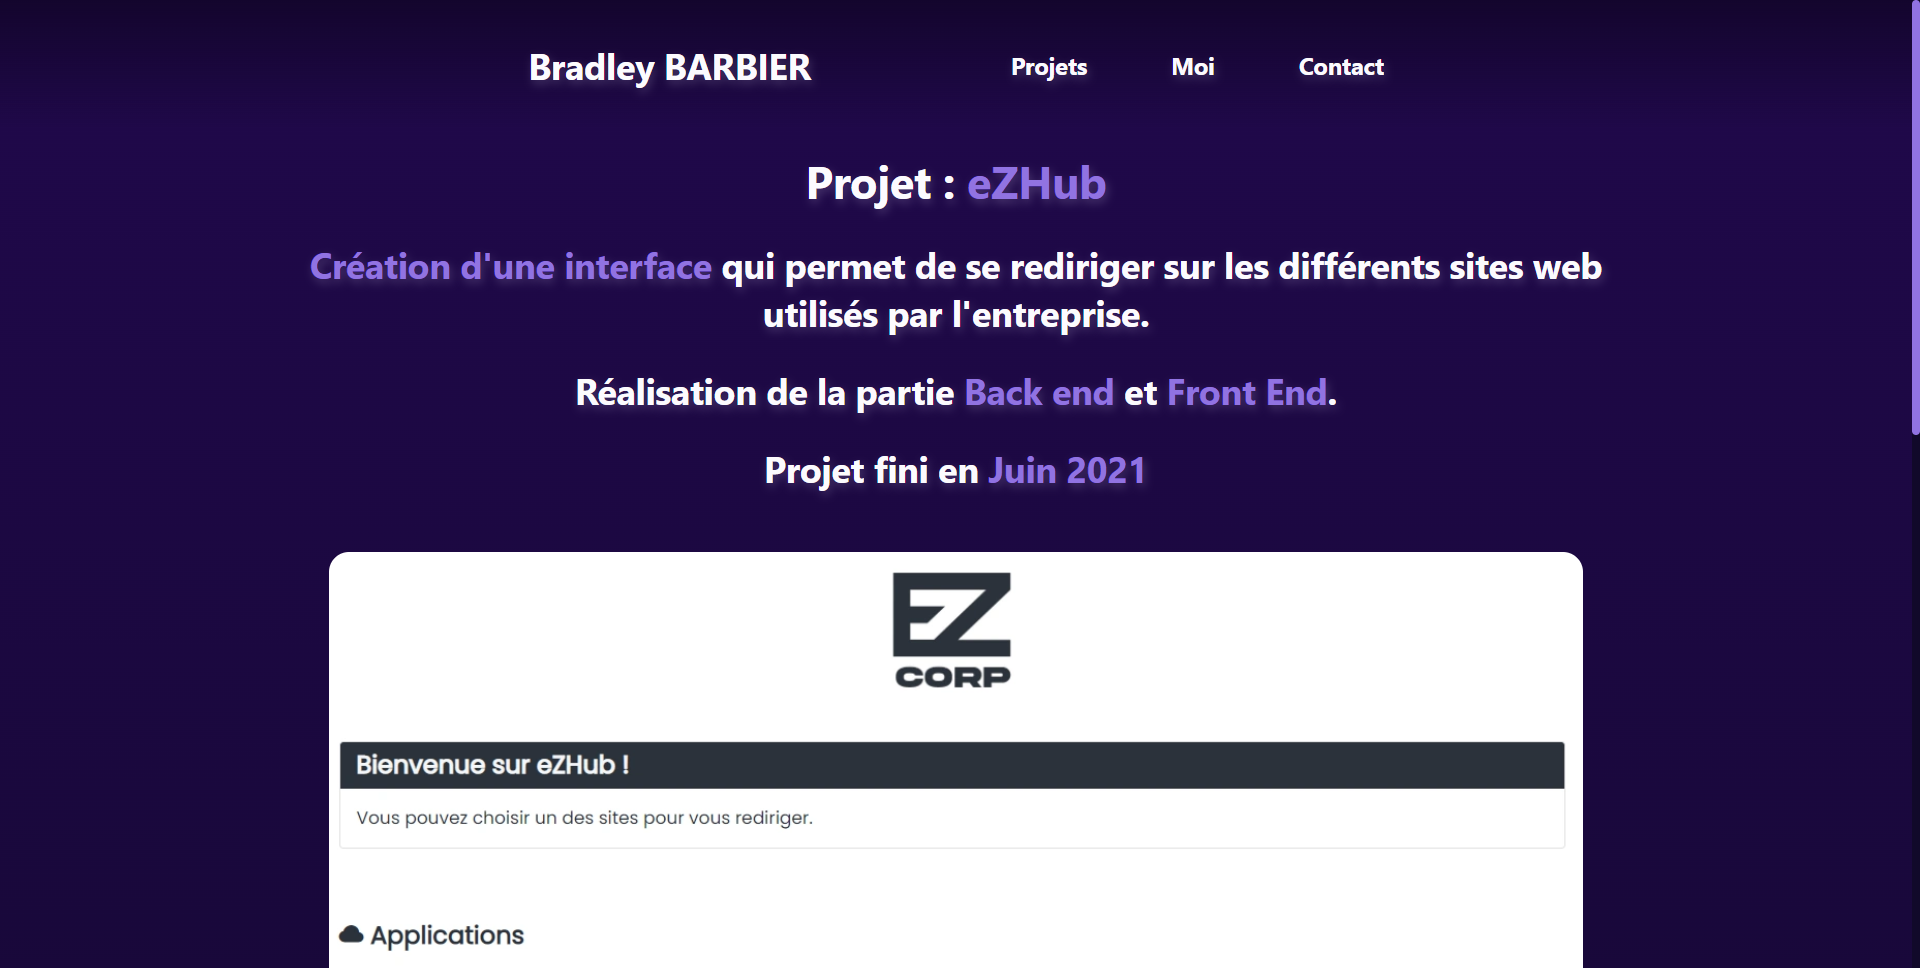 Bradley BARBIER
Projets
Moi
Contact
Projet : eZHub
Création d'une interface qui permet de se rediriger sur les différents sites web
utilisés par l'entreprise.
Réalisation de la partie Back end et Front End.
Projet fini en Juin 2021
EZ
CORP
Bienvenue sur eZHub !
Vous pouvez choisir un des sites pour vous rediriger.
Applications